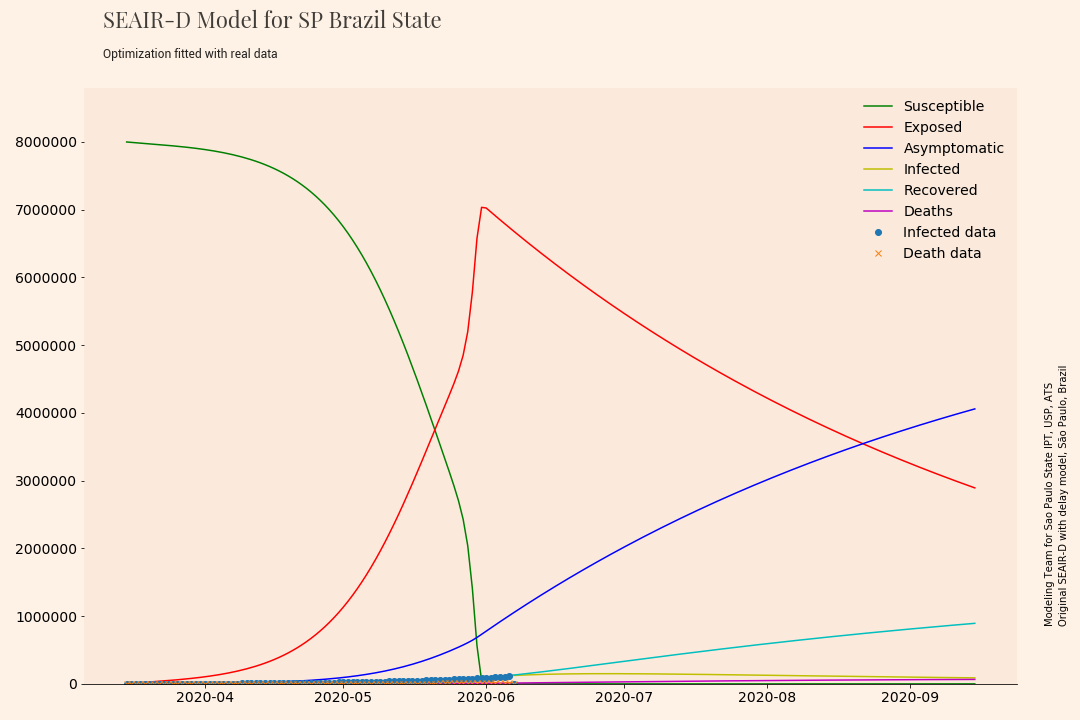 SEAIR-D Model for SP Brazil State
Optimization fitted with real data
Susceptible
Exposed
Asymptomatic
Infected
Recovered
Deaths
Infected data
Death data
8000000
7000000
6000000
5000000
4000000
3000000
2000000
1000000
0
2020-04
2020-05
2020-06
2020-07
2020-08
2020-09
Modeling Team for Sao Paulo State IPT, USP, ATS
Original SEAIR-D with delay model, São Paulo, Brazil